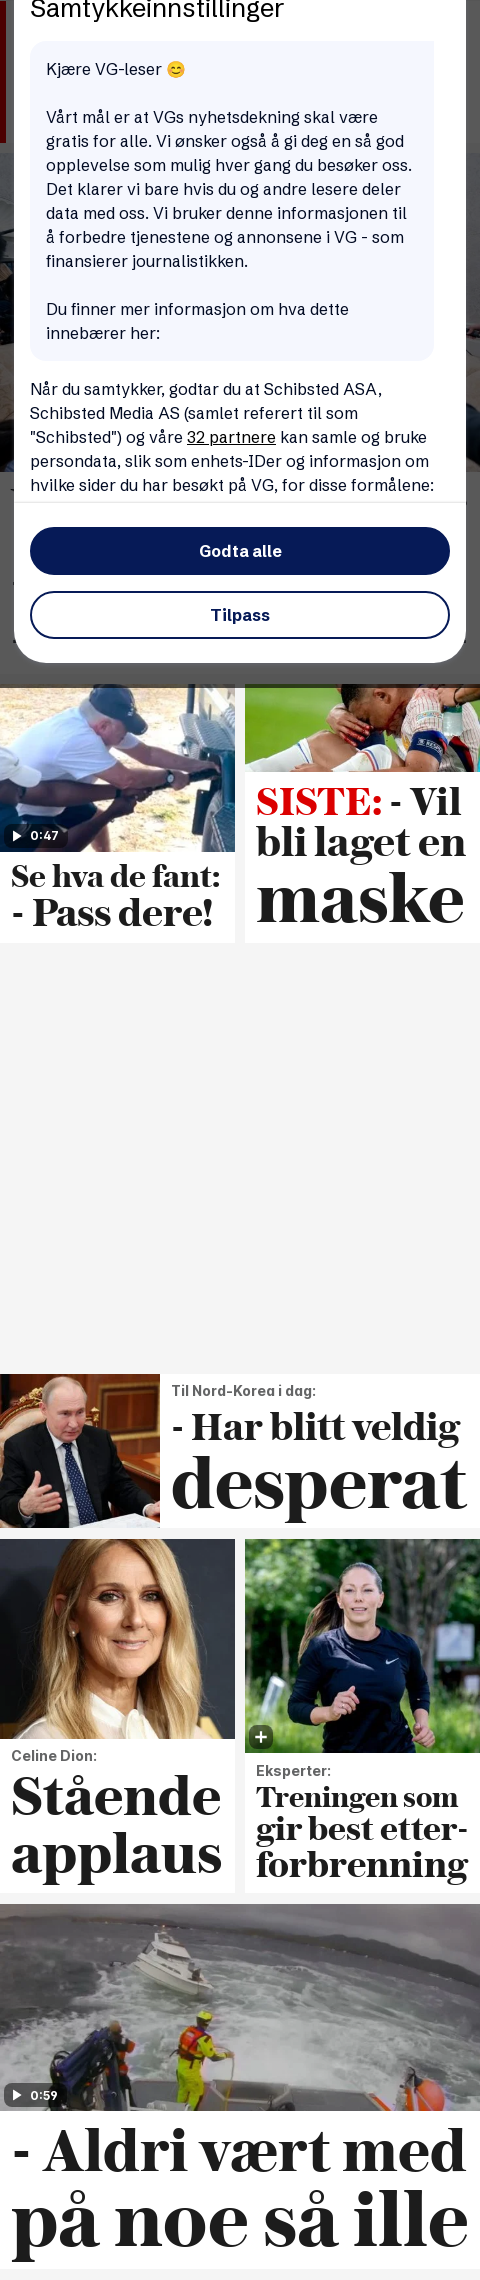 Samtykkeinnstillinger
Kjære VG-leser 😊
Vårt mål er at VGs nyhetsdekning skal være
gratis for alle. Vi ønsker også å gi deg en så god
opplevelse som mulig hver gang du besøker oss.
Det klarer vi bare hvis du og andre lesere deler
data med oss. Vi bruker denne informasjonen til
å forbedre tjenestene og annonsene i VG - som
finansierer journalistikken.
Du finner mer informasjon om hva dette
innebærer her:
Når du samtykker, godtar du at Schibsted ASA,
Schibsted Media AS (samlet referert til som
"Schibsted") og våre 32 partnere kan samle og bruke
persondata, slik som enhets-IDer og informasjon om
hvilke sider du har besøkt på VG, for disse formålene:
Godta alle
Tilpass
0:47
Se hva de fant:
- Pass dere!
RESPECT
SISTE: - Vil
bli laget en
maske
Til Nord-Korea i dag:
- Har blitt veldig
desperat
Celine Dion:
Stående
applaus
Eksperter:
Treningen som
gir best etter-
forbrenning
0:59
- Aldri vært med
på noe så ille